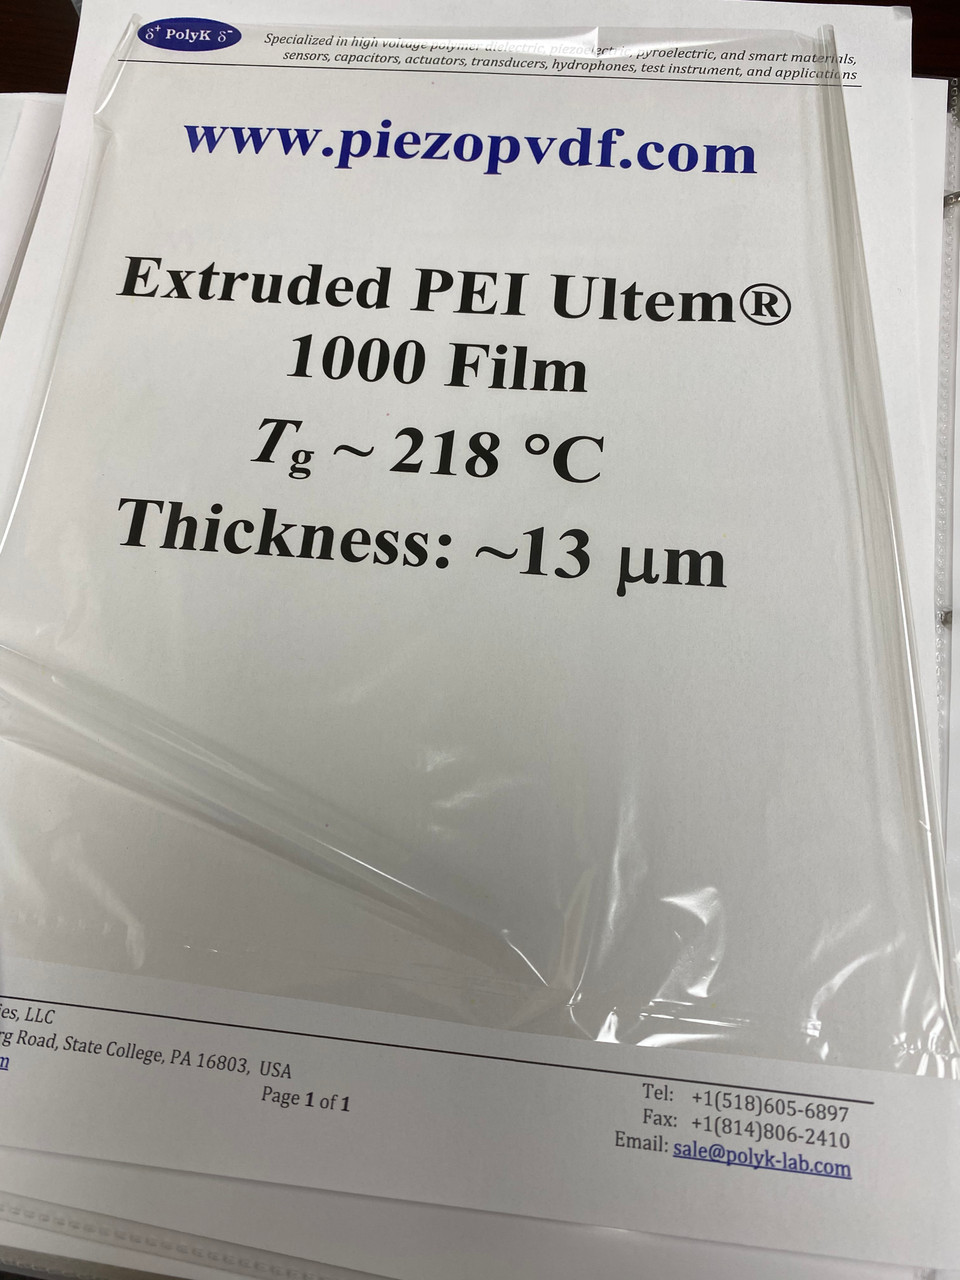 δ⁺ PolyK δ⁻
Specialized in high voltage polymer dielectric, piezoelectric, pyroelectric, and smart materials,
sensors, capacitors, actuators, transducers, hydrophones, test instrument, and applications
www.piezopvdf.com
Extruded PEI Ultem®
1000 Film
Tg ~ 218 °C
Thickness: ~13 μm
LLC
Road, State College, PA 16803, USA
Page 1 of 1
Tel: +1(518)605-6897
Fax: +1(814)806-2410
Email: sale@polyk-lab.com